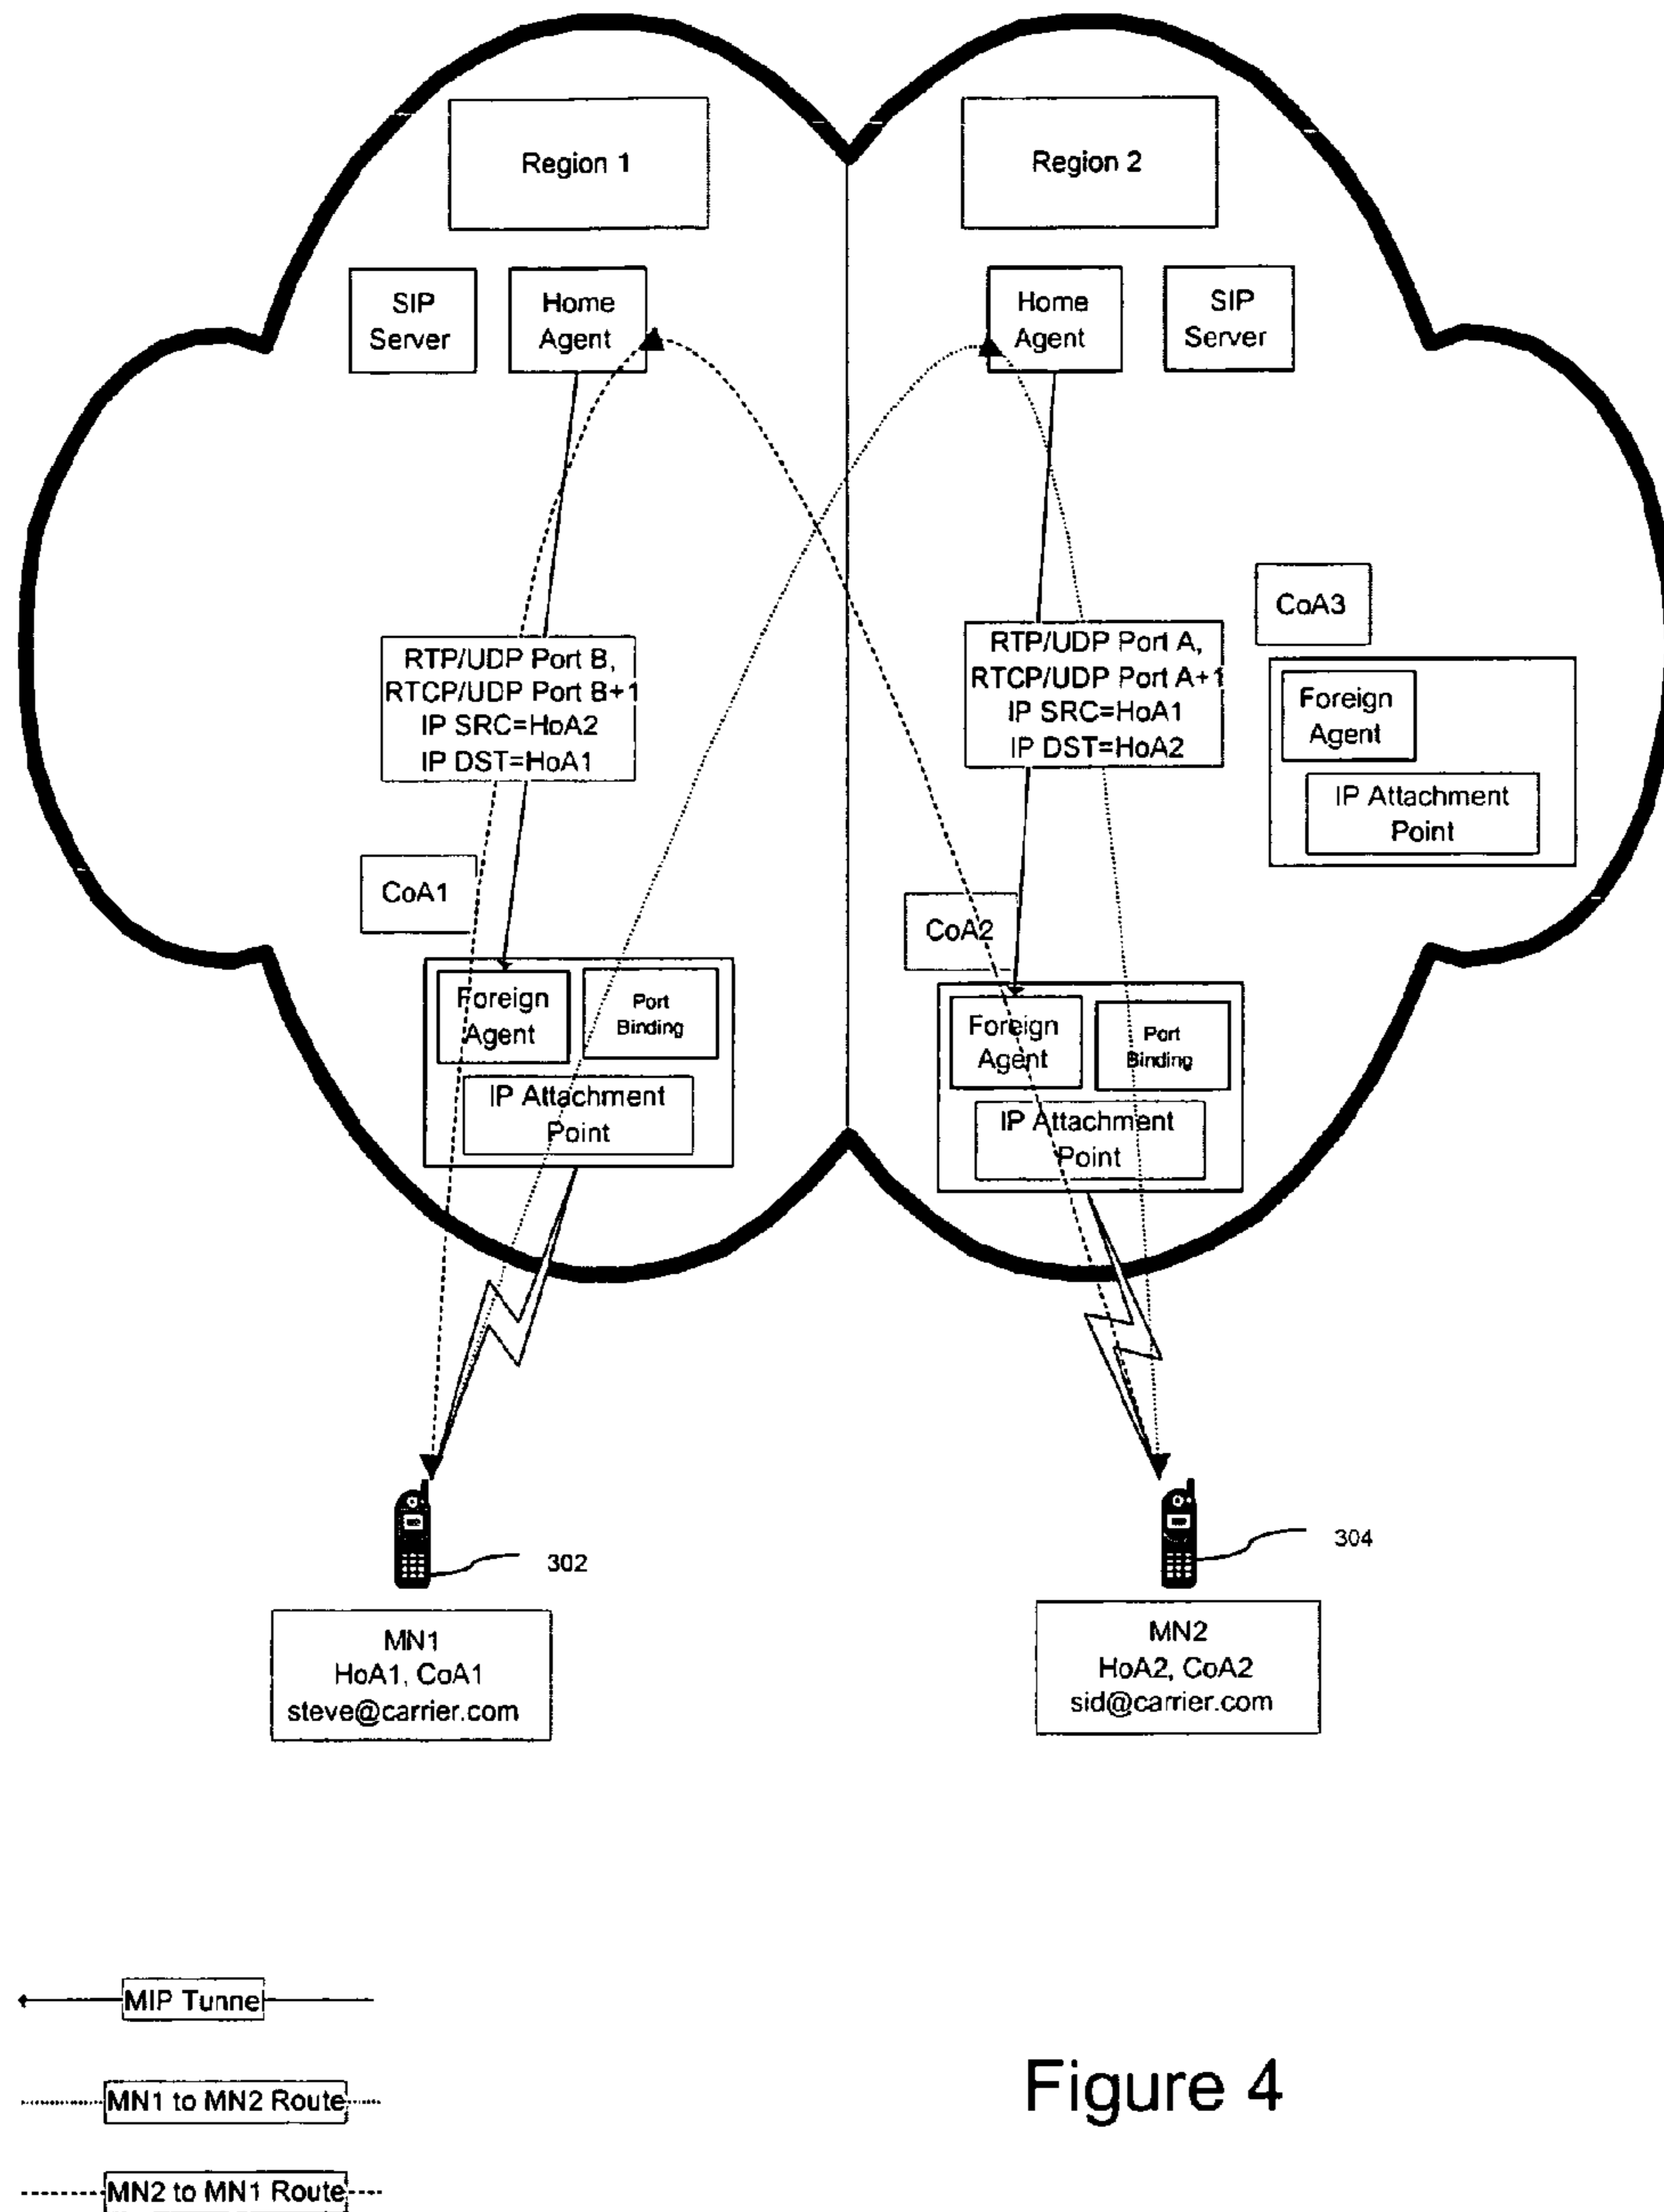 Region 1
Region 2
SIP
Server
Home
Agent
Home
Agent
SIP
Server
CoA3
RTP/UDP Port B,
RTCP/UDP Port B+1
IP SRC=HoA2
IP DST=HoA1
RTP/UDP Port A,
RTCP/UDP Port A+1
IP SRC=HoA1
IP DST=HoA2
Foreign
Agent
IP Attachment
Point
CoA1
CoA2
Foreign
Agent
Port
Binding
IP Attachment
Point
Foreign
Agent
Port
Binding
IP Attachment
Point
302
304
MN1
HoA1, CoA1
steve@carrier.com
MN2
HoA2, CoA2
sid@carrier.com
MIP Tunnel
MN1 to MN2 Route
MN2 to MN1 Route
Figure 4